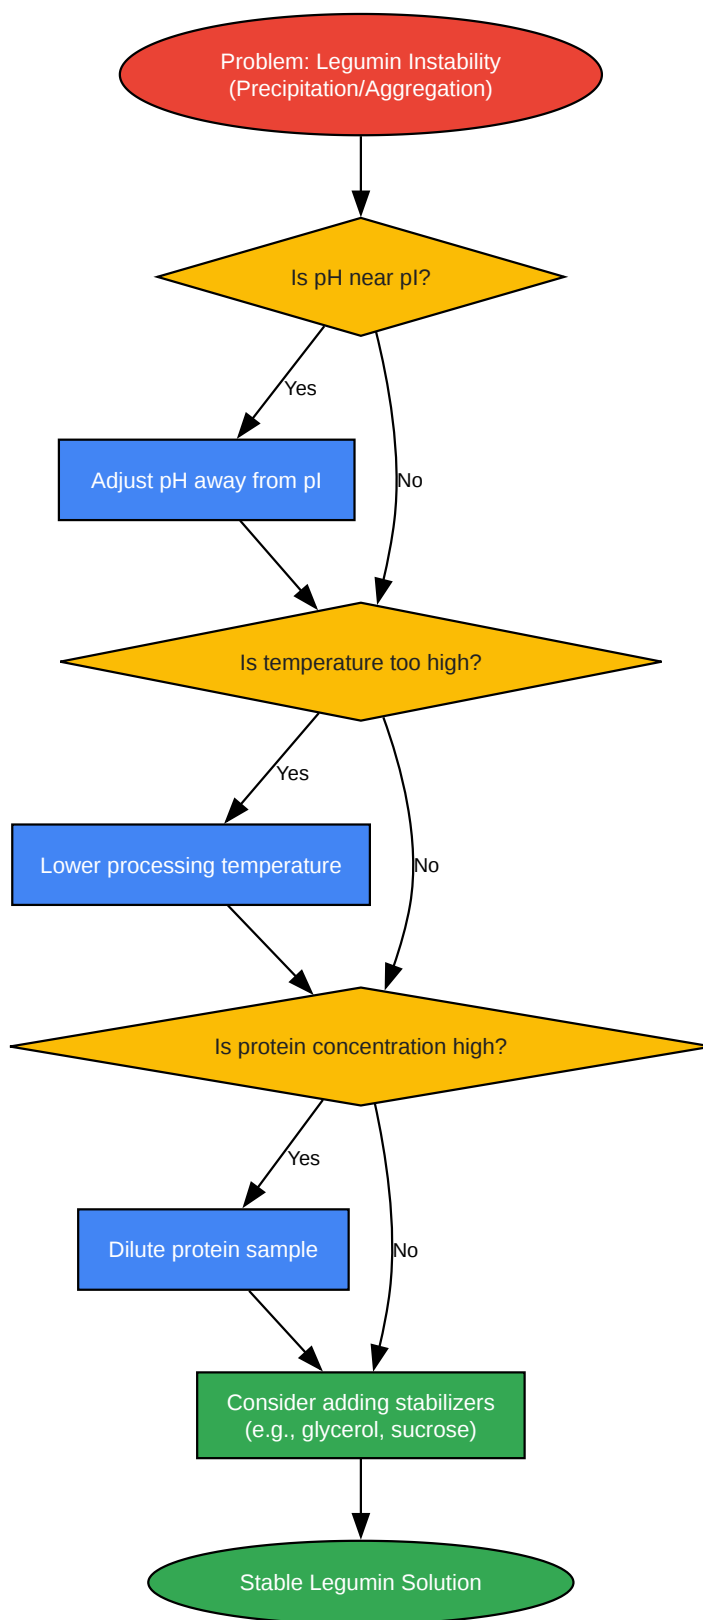 Problem: Legumin Instability
(Precipitation/Aggregation)
Is pH near pI?
Yes
Adjust pH away from pI
No
Is temperature too high?
Yes
Lower processing temperature
No
Is protein concentration high?
Yes
Dilute protein sample
No
Consider adding stabilizers
(e.g., glycerol, sucrose)
Stable Legumin Solution